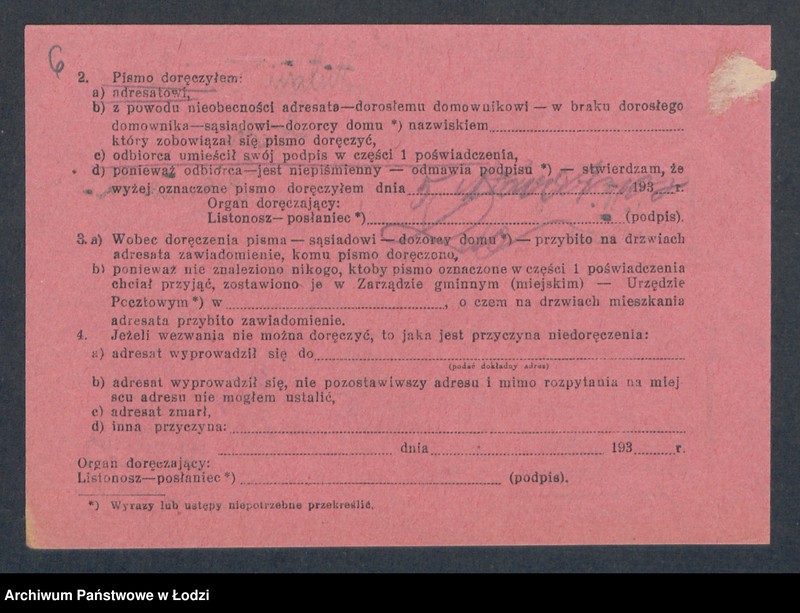 6
2. Pismo doręczyłem:
a) adresatowi,
b) z powodu nieobecności adresata—dorosłemu domownikowi — w braku dorosłego
domownika—sąsiadowi—dozorcy domu *) nazwiskiem
który zobowiązał się pismo doręczyć,
c) odbiorca umieścił swój podpis w części 1 poświadczenia,
d) ponieważ odbiorca—jest niepiśmienny — odmawia podpisu *) — stwierdzam, że
wyżej oznaczone pismo doręczyłem dnia 193 r.
Organ doręczający:
Listonosz—posłaniec *) (podpis).
3. a) Wobec doręczenia pisma — sąsiadowi — dozorcy domu *) — przybito na drzwiach
adresata zawiadomienie, komu pismo doręczono,
b) ponieważ nie znaleziono nikogo, ktoby pismo oznaczone w części 1 poświadczenia
chciał przyjąć, zostawiono je w Zarządzie gminnym (miejskim) — Urzędzie
Pocztowym *) w , o czem na drzwiach mieszkania
adresata przybito zawiadomienie.
4. Jeżeli wezwania nie można doręczyć, to jaka jest przyczyna niedoręczenia:
a) adresat wyprowadził się do
(podać dokładny adres)
b) adresat wyprowadził się, nie pozostawiwszy adresu i mimo rozpytania na miej
scu adresu nie mogłem ustalić,
c) adresat zmarł,
d) inna przyczyna:
dnia 193 r.
Organ doręczający:
Listonosz—posłaniec *) (podpis).
*) Wyrazy lub ustępy niepotrzebne przekreślić.
Archiwum Państwowe w Łodzi